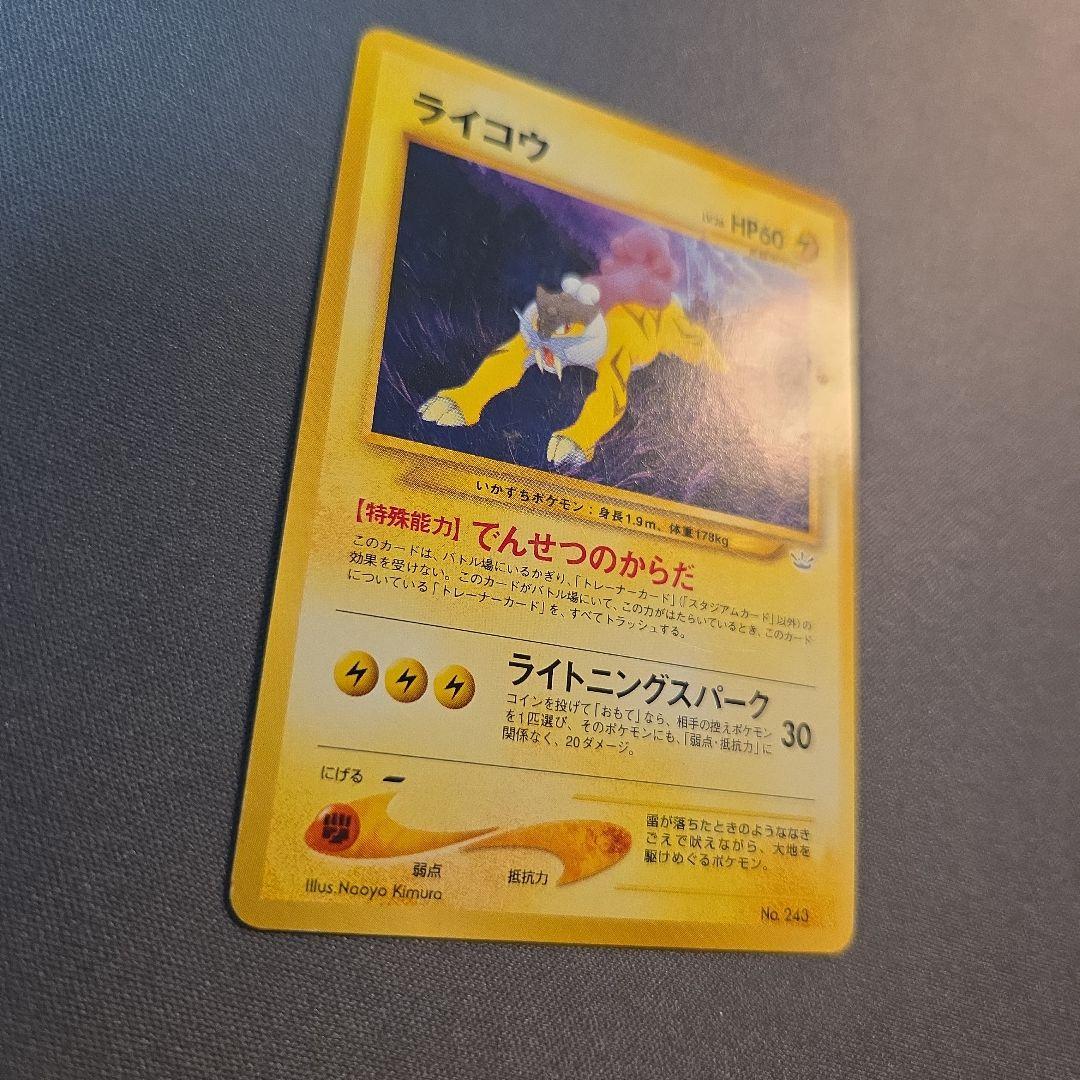 ライコウ
HP60
いかずちポケモン：身長1.9m、体重178kg
【特殊能力】でんせつのからだ
このカードは、バトル場にいるかぎり、「トレーナーカード」（「スタジアムカード」以外）の
効果を受けない。このカードがバトル場にいて、この力がはたらいているとき、このカード
についている「トレーナーカード」を、すべてトラッシュする。
ライトニングスパーク 30
コインを投げて「おもて」なら、相手の控えポケモン
を1匹選び、そのポケモンにも、「弱点・抵抗力」に
関係なく、20ダメージ。
にげる
弱点 抵抗力
雷が落ちたときのようななき
ごえで吠えながら、大地を
駆けめぐるポケモン。
Illus.Naoyo Kimura
No. 243